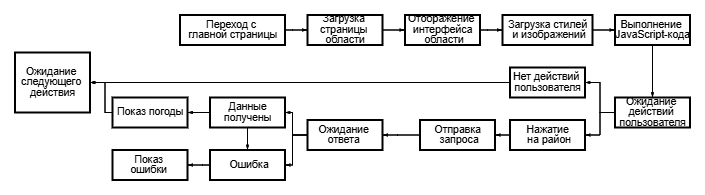 Переход с
главной страницы
Загрузка
страницы
области
Отображение
интерфейса
области
Загрузка стилей
и изображений
Выполнение
JavaScript-кода
Ожидание
следующего
действия
Нет действий
пользователя
Ожидание
действий
пользователя
Показ погоды
Данные
получены
Ожидание
ответа
Отправка
запроса
Нажатие
на район
Показ
ошибки
Ошибка